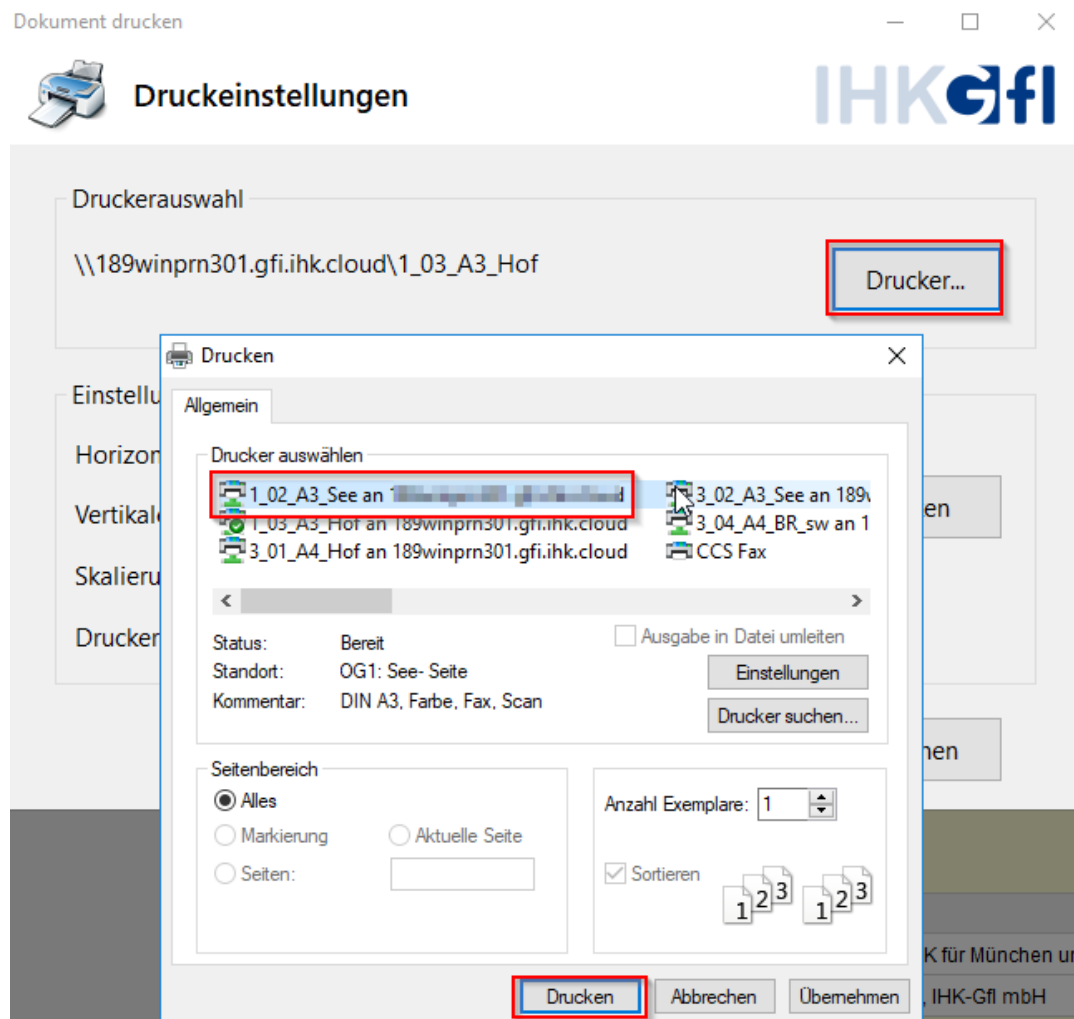 Dokument drucken
Druckeinstellungen
IHKGfI
Druckerauswahl
\\189winprn301.gfi.ihk.cloud\1_03_A3_Hof
Drucker...
Drucken
Einstellu
Allgemein
Horizon
Drucker auswählen
1_02_A3_See an 3_02_A3_See an 189
Vertikal en
1_03_A3_Hof an 189winprn301.gfi.ihk.cloud 3_04_A4_BR_sw an 1
3_01_A4_Hof an 189winprn301.gfi.ihk.cloud CCS Fax
Skalieru
Drucker
Status: Bereit
Ausgabe in Datei umleiten
Standort: OG1: See- Seite
Einstellungen
Kommentar: DIN A3, Farbe, Fax, Scan
Drucker suchen...
nen
Seitenbereich
Alles
Anzahl Exemplare: 1
Markierung Aktuelle Seite
Seiten:
Sortieren
1 2 3 1 2 3
K für München u
Drucken Abbrechen Übernehmen
, IHK-GfI mbH